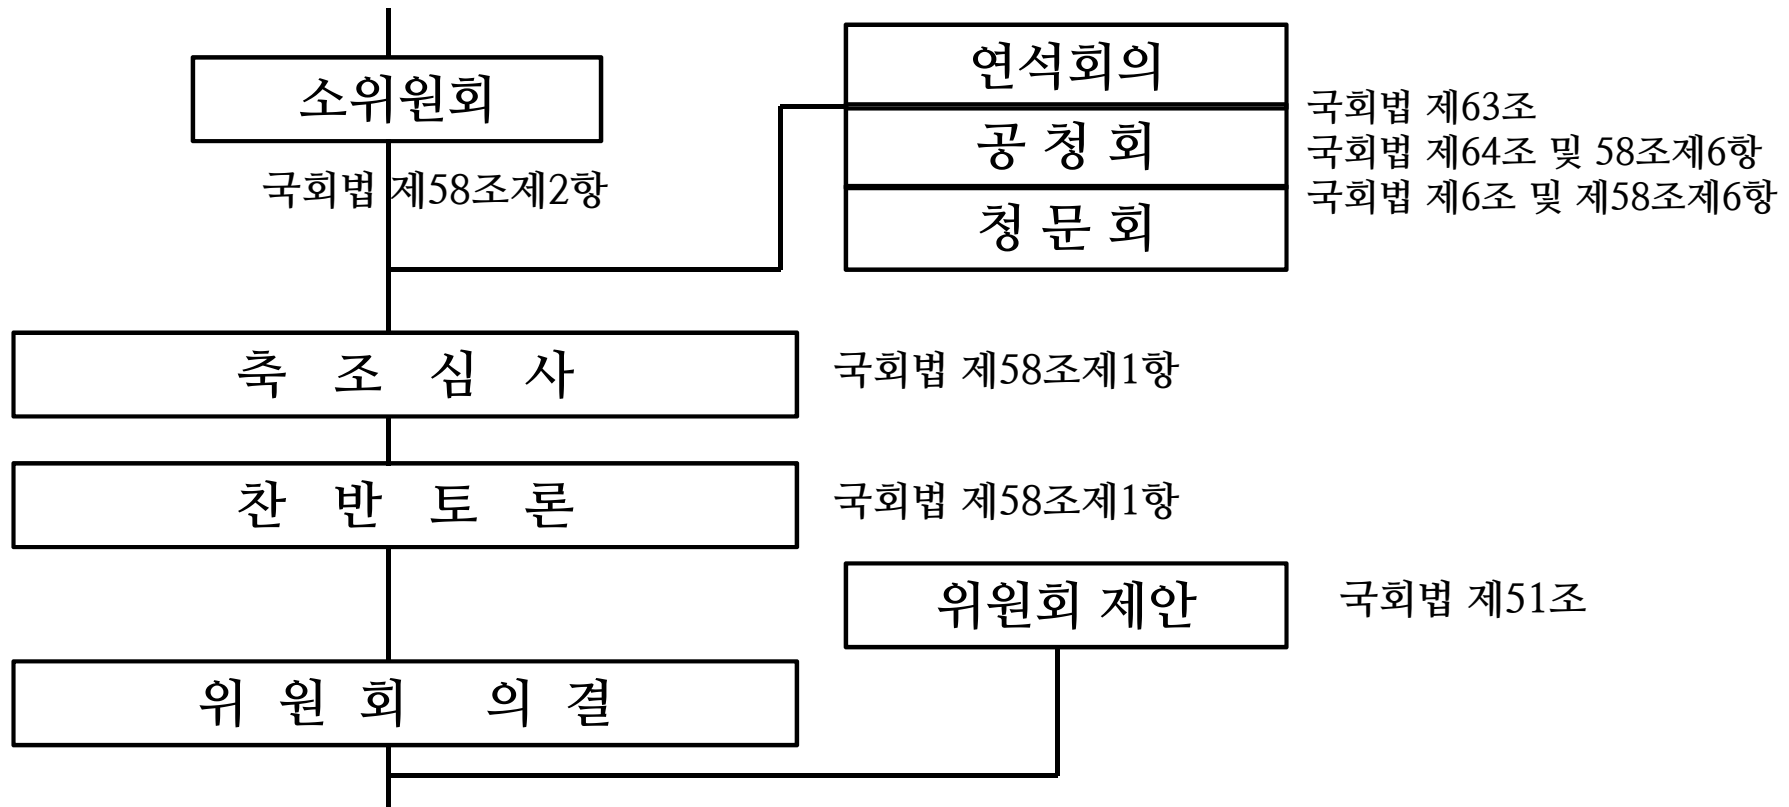 소위원회
국회법 제58조제2항
연석회의
공 청 회
청 문 회
국회법 제63조
국회법 제64조 및 58조제6항
국회법 제6조 및 제58조제6항
축 조 심 사
국회법 제58조제1항
찬 반 토 론
국회법 제58조제1항
위원회 제안
국회법 제51조
위 원 회 의 결